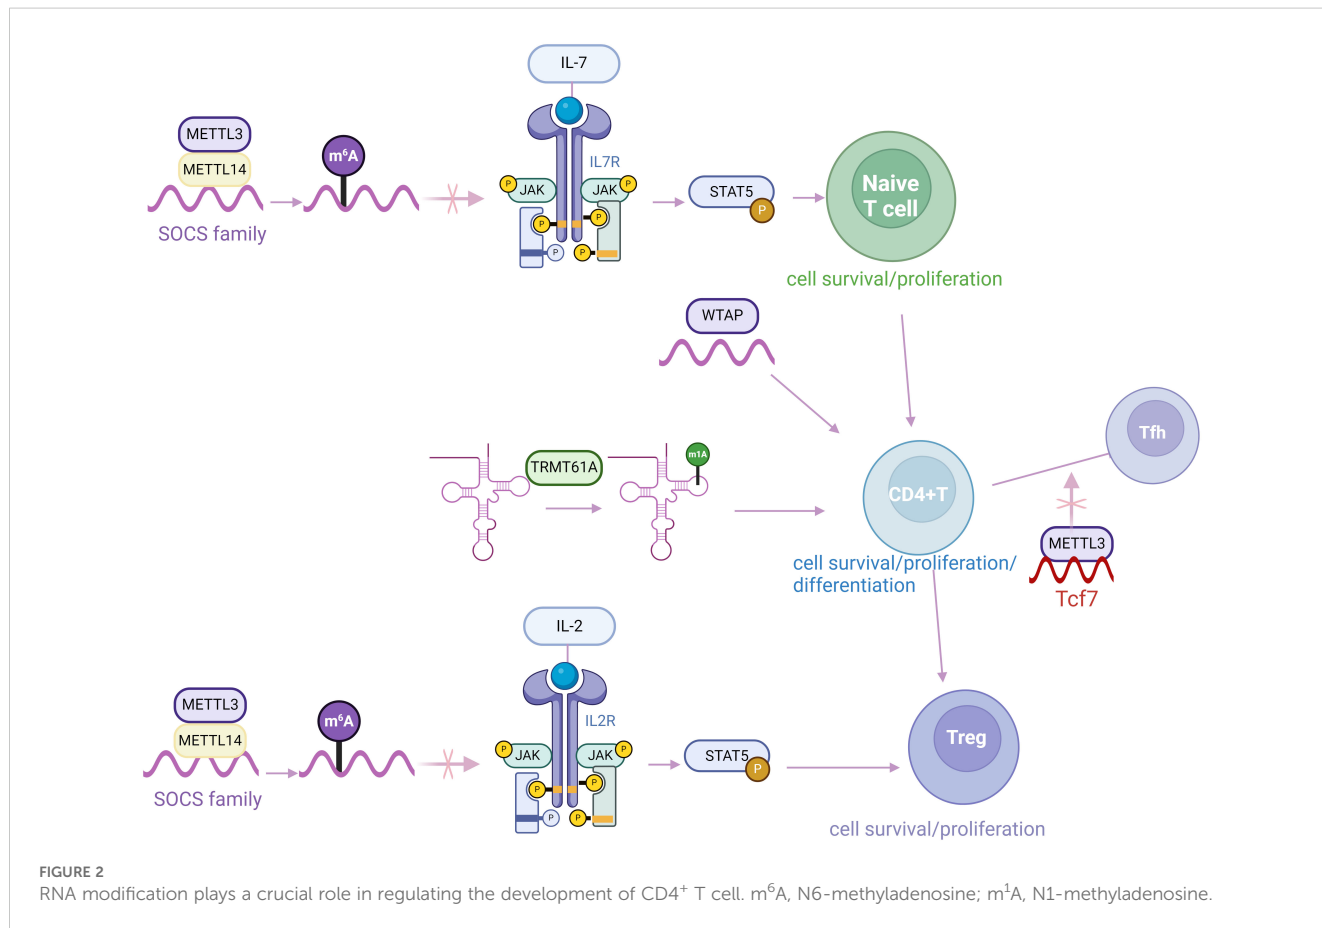 IL-7
METTL3
METTL14
m⁶A
SOCS family
IL7R
P
JAK
JAK
P
P
P
P
P
STAT5
P
Naive
T cell
cell survival/proliferation
WTAP
TRMT61A
m1A
CD4+T
cell survival/proliferation/
differentiation
Tfh
METTL3
Tcf7
IL-2
METTL3
METTL14
m⁶A
SOCS family
IL2R
P
JAK
JAK
P
P
P
P
P
STAT5
P
Treg
cell survival/proliferation
FIGURE 2
RNA modification plays a crucial role in regulating the development of CD4⁺ T cell. m⁶A, N6-methyladenosine; m¹A, N1-methyladenosine.